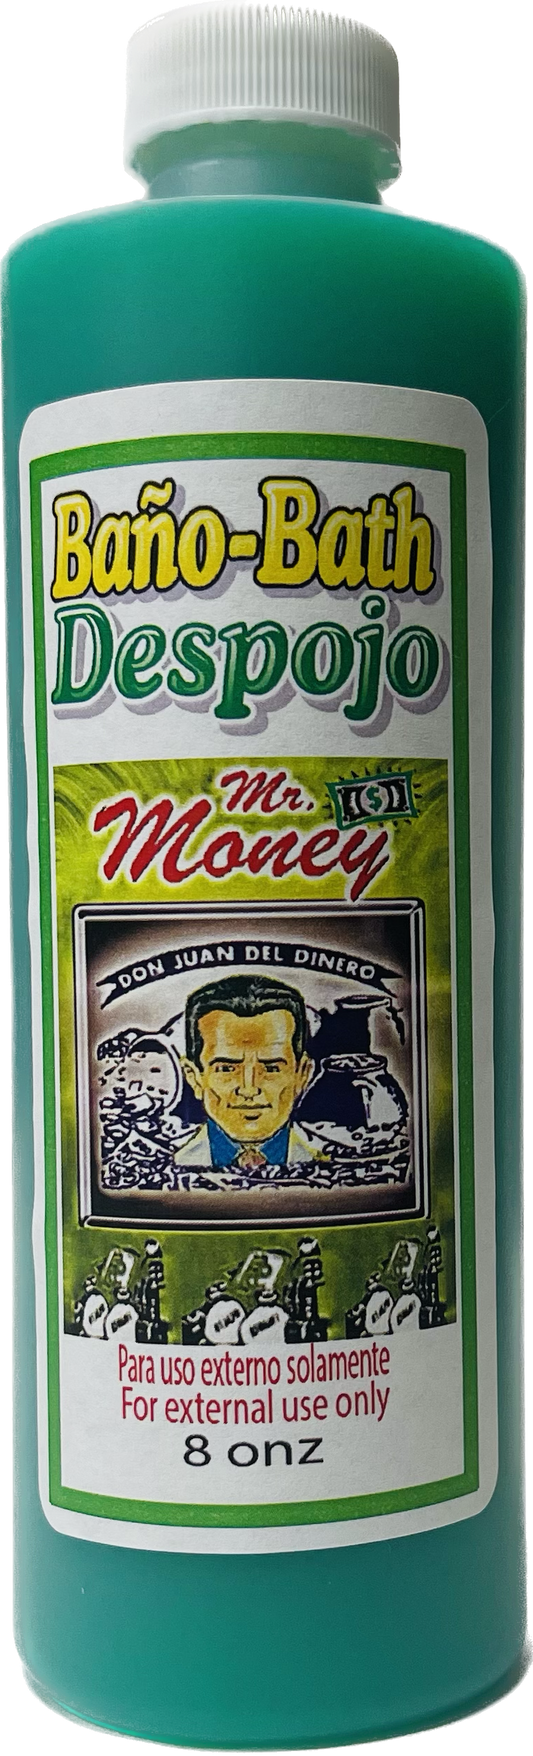 Baño-Bath
Despojo
Mr.
Money
$
DON JUAN DEL DINERO
Para uso externo solamente
For external use only
8 onz